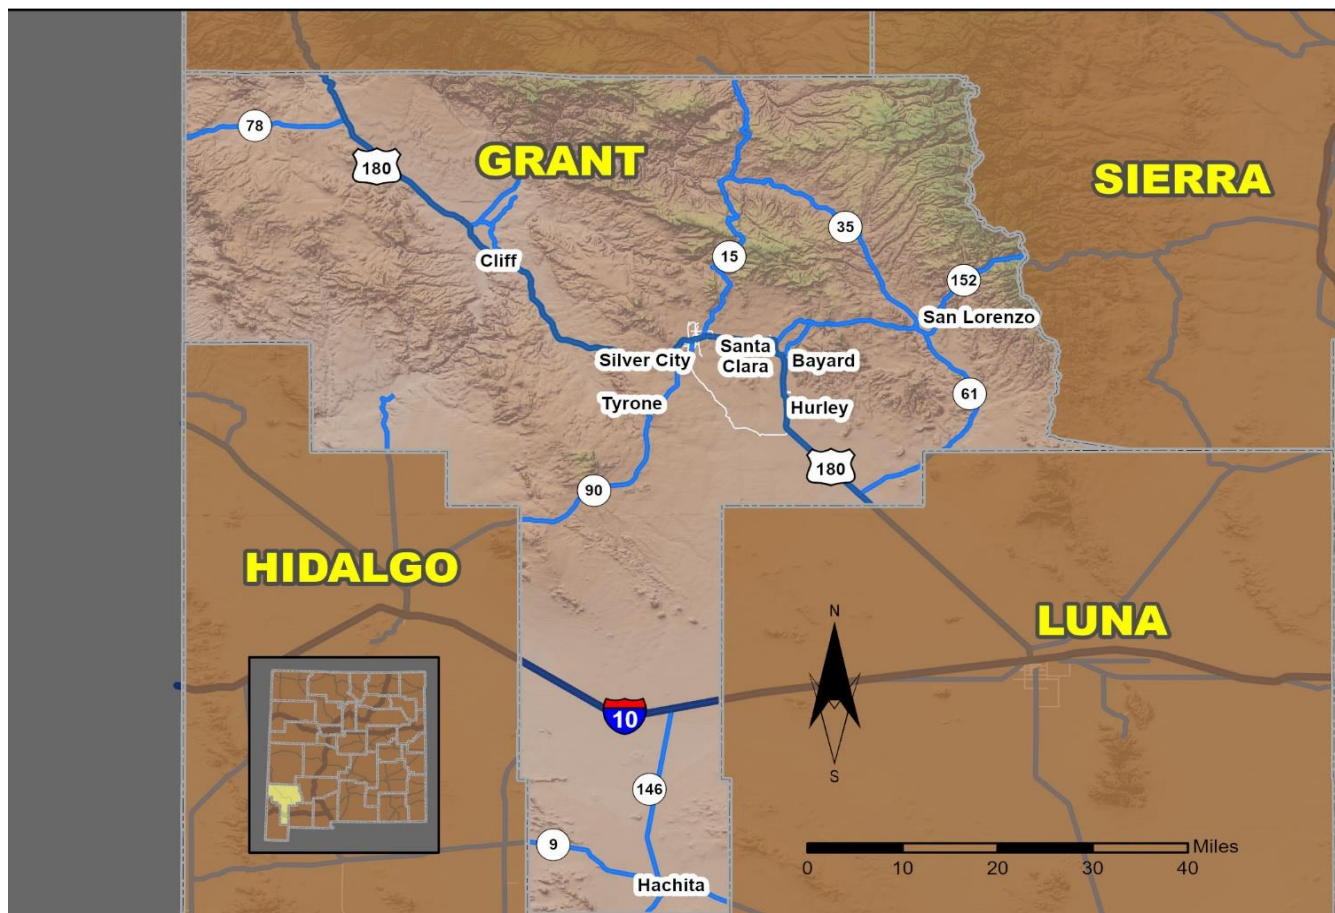 78
180
GRANT
SIERRA
35
15
Cliff
152
San Lorenzo
Silver City
Santa
Clara
Bayard
Tyrone
Hurley
61
180
90
HIDALGO
N
LUNA
10
S
146
9
Hachita
Miles
0
10
20
30
40